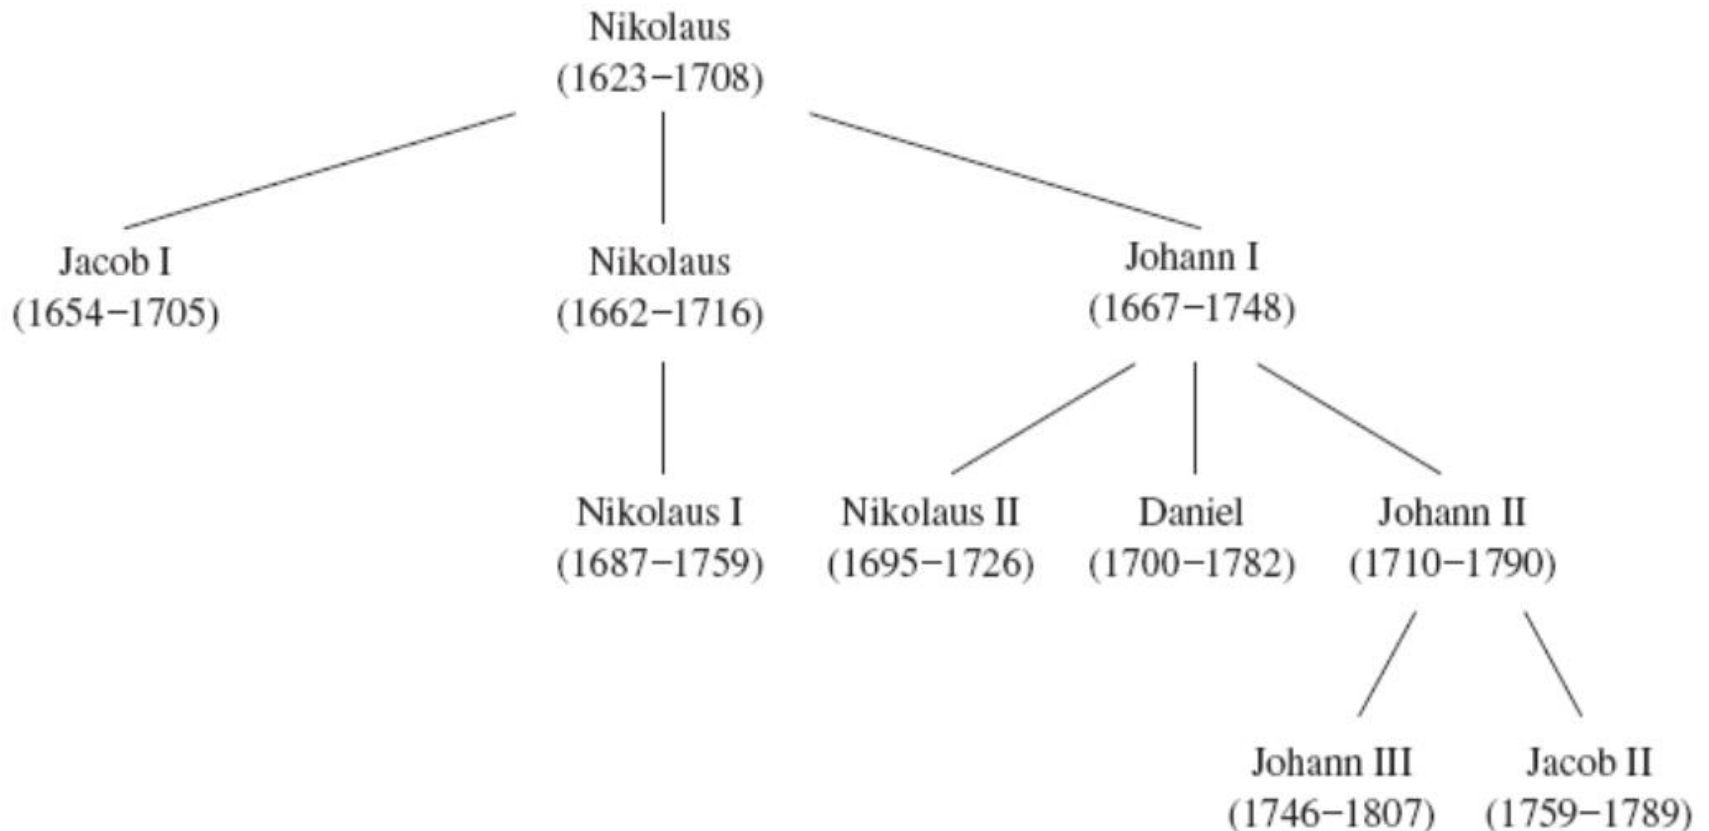 Nikolaus
(1623–1708)
Jacob I
(1654–1705)
Nikolaus
(1662–1716)
Johann I
(1667–1748)
Nikolaus I
(1687–1759)
Nikolaus II
(1695–1726)
Daniel
(1700–1782)
Johann II
(1710–1790)
Johann III
(1746–1807)
Jacob II
(1759–1789)